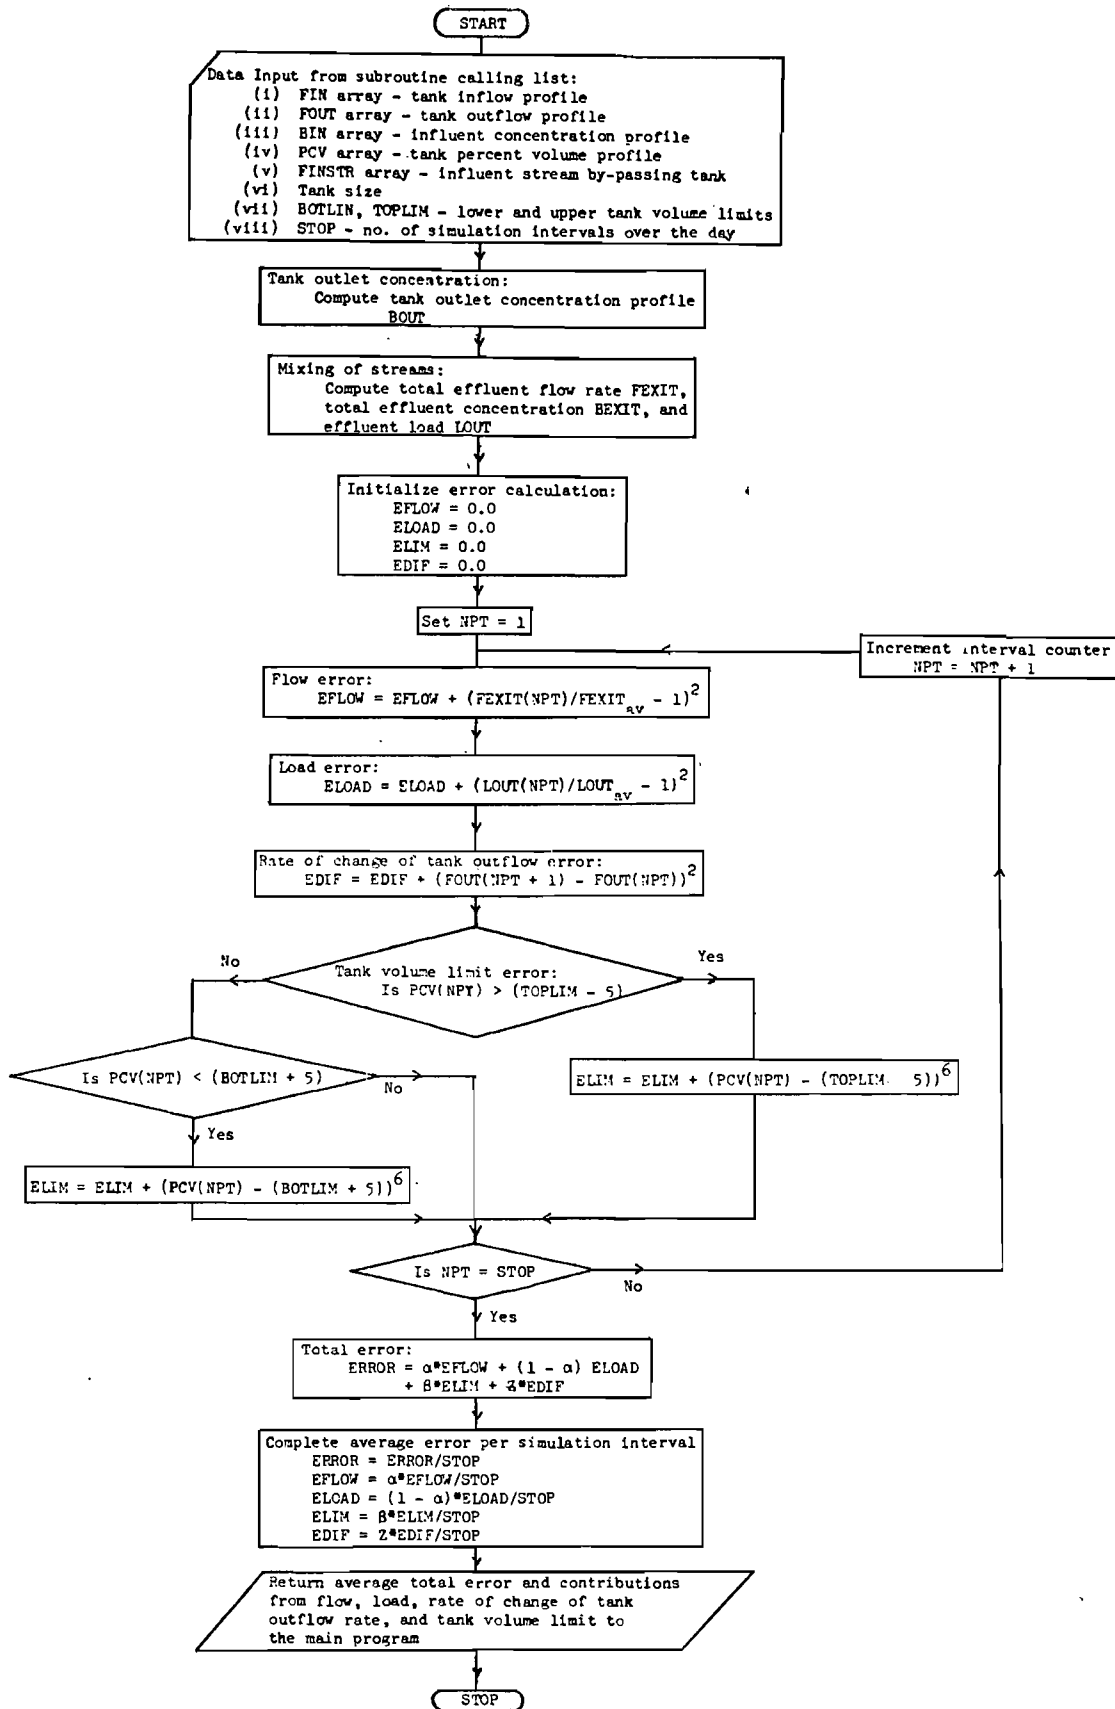 START
Data Input from subroutine calling list:
(i) FIN array - tank inflow profile
(ii) FOUT array - tank outflow profile
(iii) BIN array - influent concentration profile
(iv) PCV array - tank percent volume profile
(v) FINSTR array - influent stream by-passing tank
(vi) Tank size
(vii) BOTLIN, TOPLIM - lower and upper tank volume limits
(viii) STOP - no. of simulation intervals over the day
Tank outlet concentration:
Compute tank outlet concentration profile
BOUT
Mixing of streams:
Compute total effluent flow rate FEXIT,
total effluent concentration BEXIT, and
effluent load LOUT
Initialize error calculation:
EFLOW = 0.0
ELOAD = 0.0
ELIM = 0.0
EDIF = 0.0
Set NPT = 1
Increment interval counter
NPT = NPT + 1
Flow error:
EFLOW = EFLOW + (FEXIT(NPT)/FEXIT_av - 1)^2
Load error:
ELOAD = ELOAD + (LOUT(NPT)/LOUT_av - 1)^2
Rate of change of tank outflow error:
EDIF = EDIF + (FOUT(NPT + 1) - FOUT(NPT))^2
No
Yes
Tank volume limit error:
Is PCV(NPT) > (TOPLIM - 5)
Is PCV(NPT) < (BOTLIM + 5)
No
ELIM = ELIM + (PCV(NPT) - (TOPLIM 5))^6
Yes
ELIM = ELIM + (PCV(NPT) - (BOTLIM + 5))^6
Is NPT = STOP
No
Yes
Total error:
ERROR = α*EFLOW + (1 - α) ELOAD
+ β*ELIM + Z*EDIF
Complete average error per simulation interval
ERROR = ERROR/STOP
EFLOW = α*EFLOW/STOP
ELOAD = (1 - α)*ELOAD/STOP
ELIM = β*ELIM/STOP
EDIF = Z*EDIF/STOP
Return average total error and contributions
from flow, load, rate of change of tank
outflow rate, and tank volume limit to
the main program
STOP